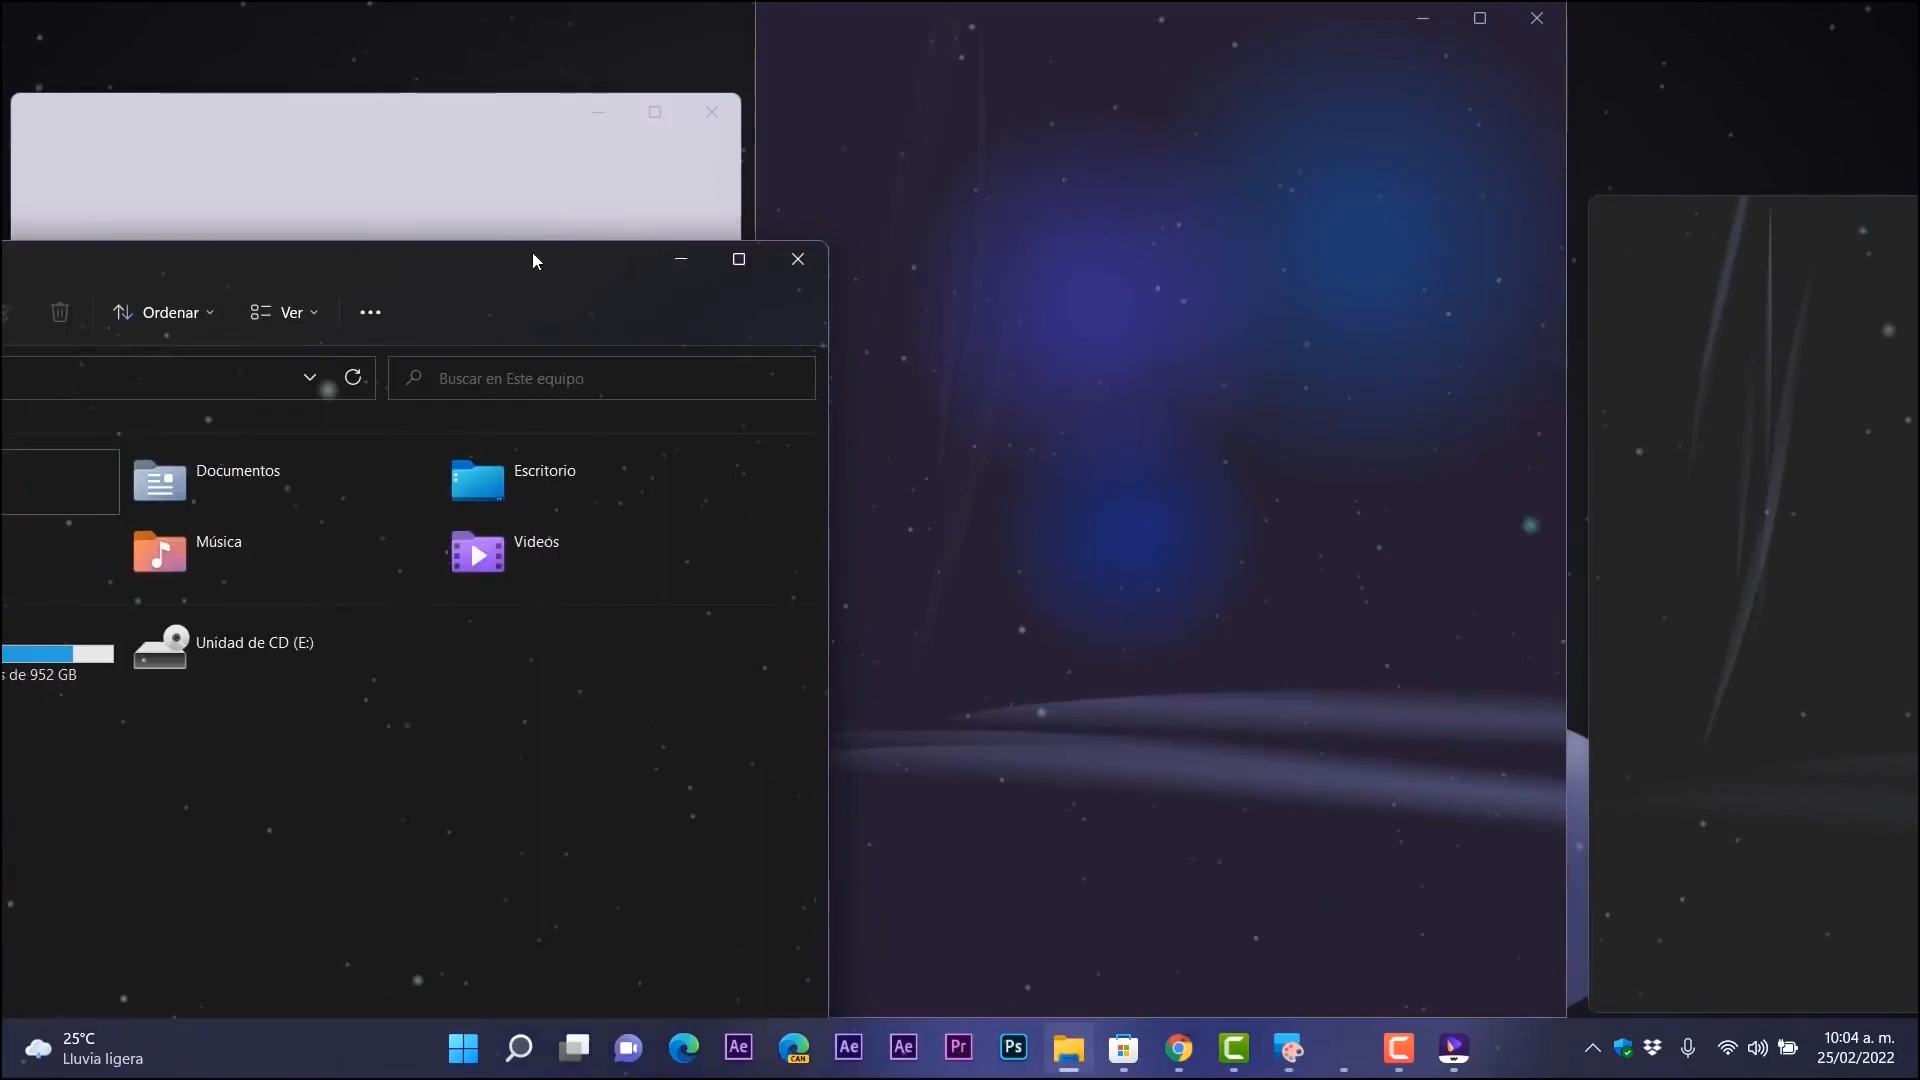 Ordenar
Ver
Buscar en Este equipo
Documentos
Escritorio
Música
Videos
Unidad de CD (E:)
s de 952 GB
25°C
Lluvia ligera
Ae
CAN
Ae
Ae
Pr
Ps
10:04 a. m.
25/02/2022